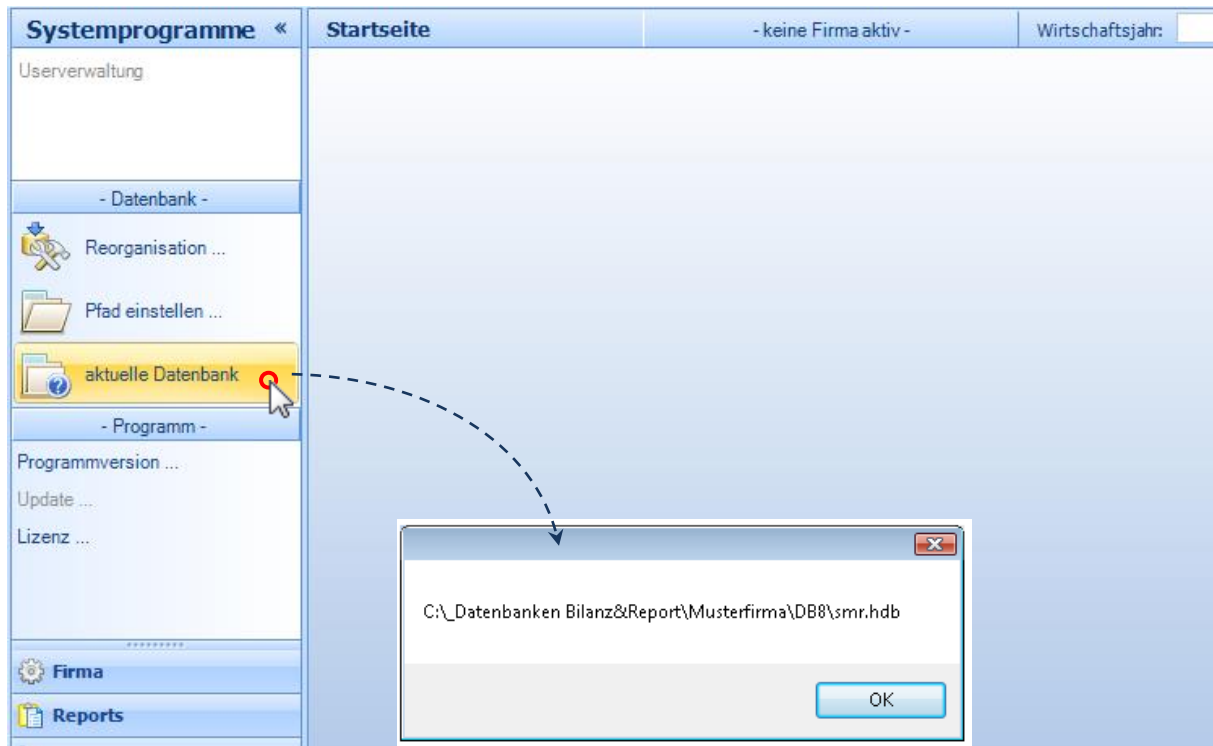 Systemprogramme «
Startseite
- keine Firma aktiv -
Wirtschaftsjahr:
Userverwaltung
- Datenbank -
Reorganisation ...
Pfad einstellen ...
aktuelle Datenbank
- Programm -
Programmversion ...
Update ...
Lizenz ...
C:\_Datenbanken Bilanz&Report\Musterfirma\DB8\smr.hdb
OK
Firma
Reports